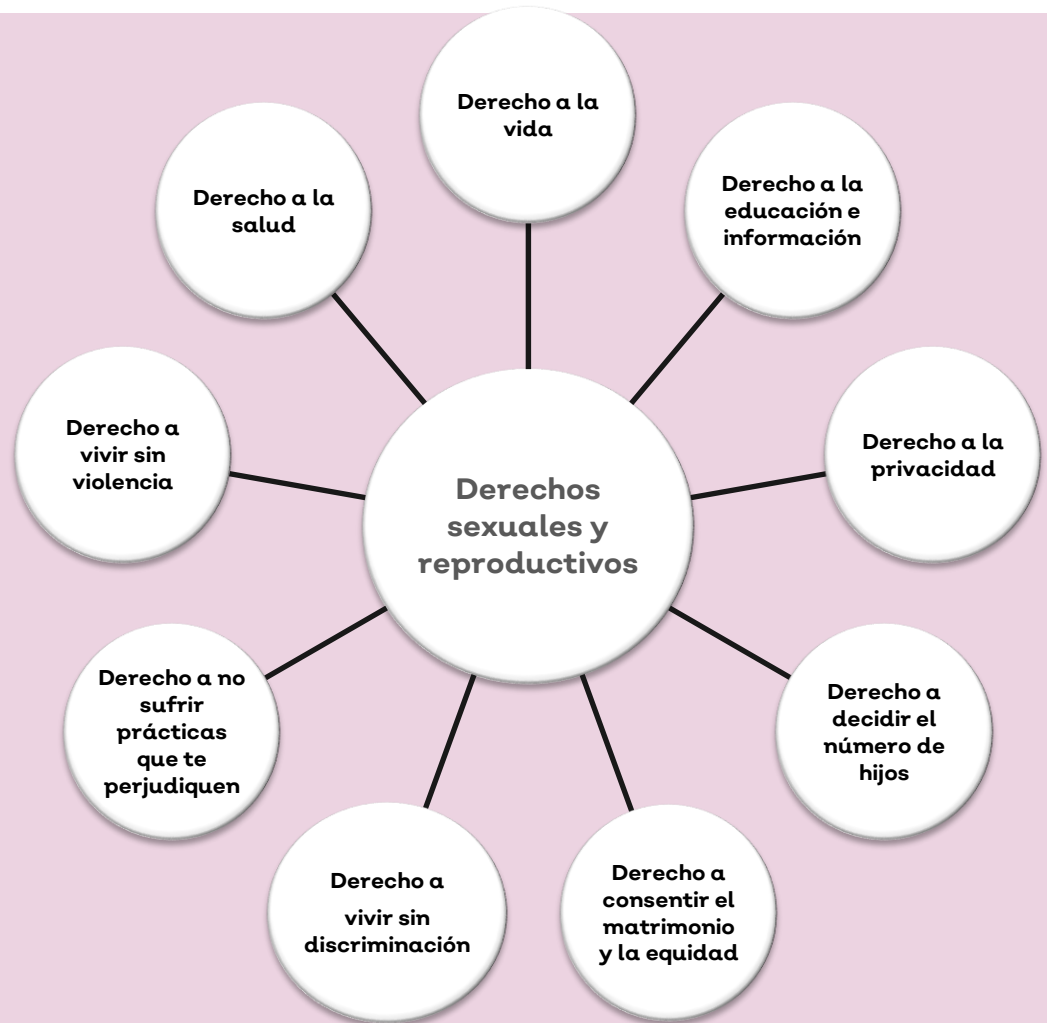 Derecho a la
vida
Derecho a la
educación e
información
Derecho a la
privacidad
Derecho a
decidir el
número de
hijos
Derecho a
consentir el
matrimonio
y la equidad
Derecho a
vivir sin
discriminación
Derecho a no
sufrir
prácticas
que te
perjudiquen
Derecho a
vivir sin
violencia
Derecho a la
salud
Derechos
sexuales y
reproductivos